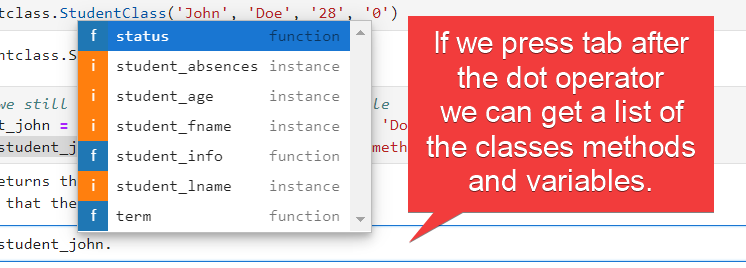 ntclass.StudentClass('John', 'Doe', '28', '0')
f status function
ntclass.S
i student_absences instance
i student_age instance
we still
i student_fname instance
t_john = 'Do
student_j f student_info function meth
eturns th i student_lname instance
that the f term function
student_john.
If we press tab after
the dot operator
we can get a list of
the classes methods
and variables.